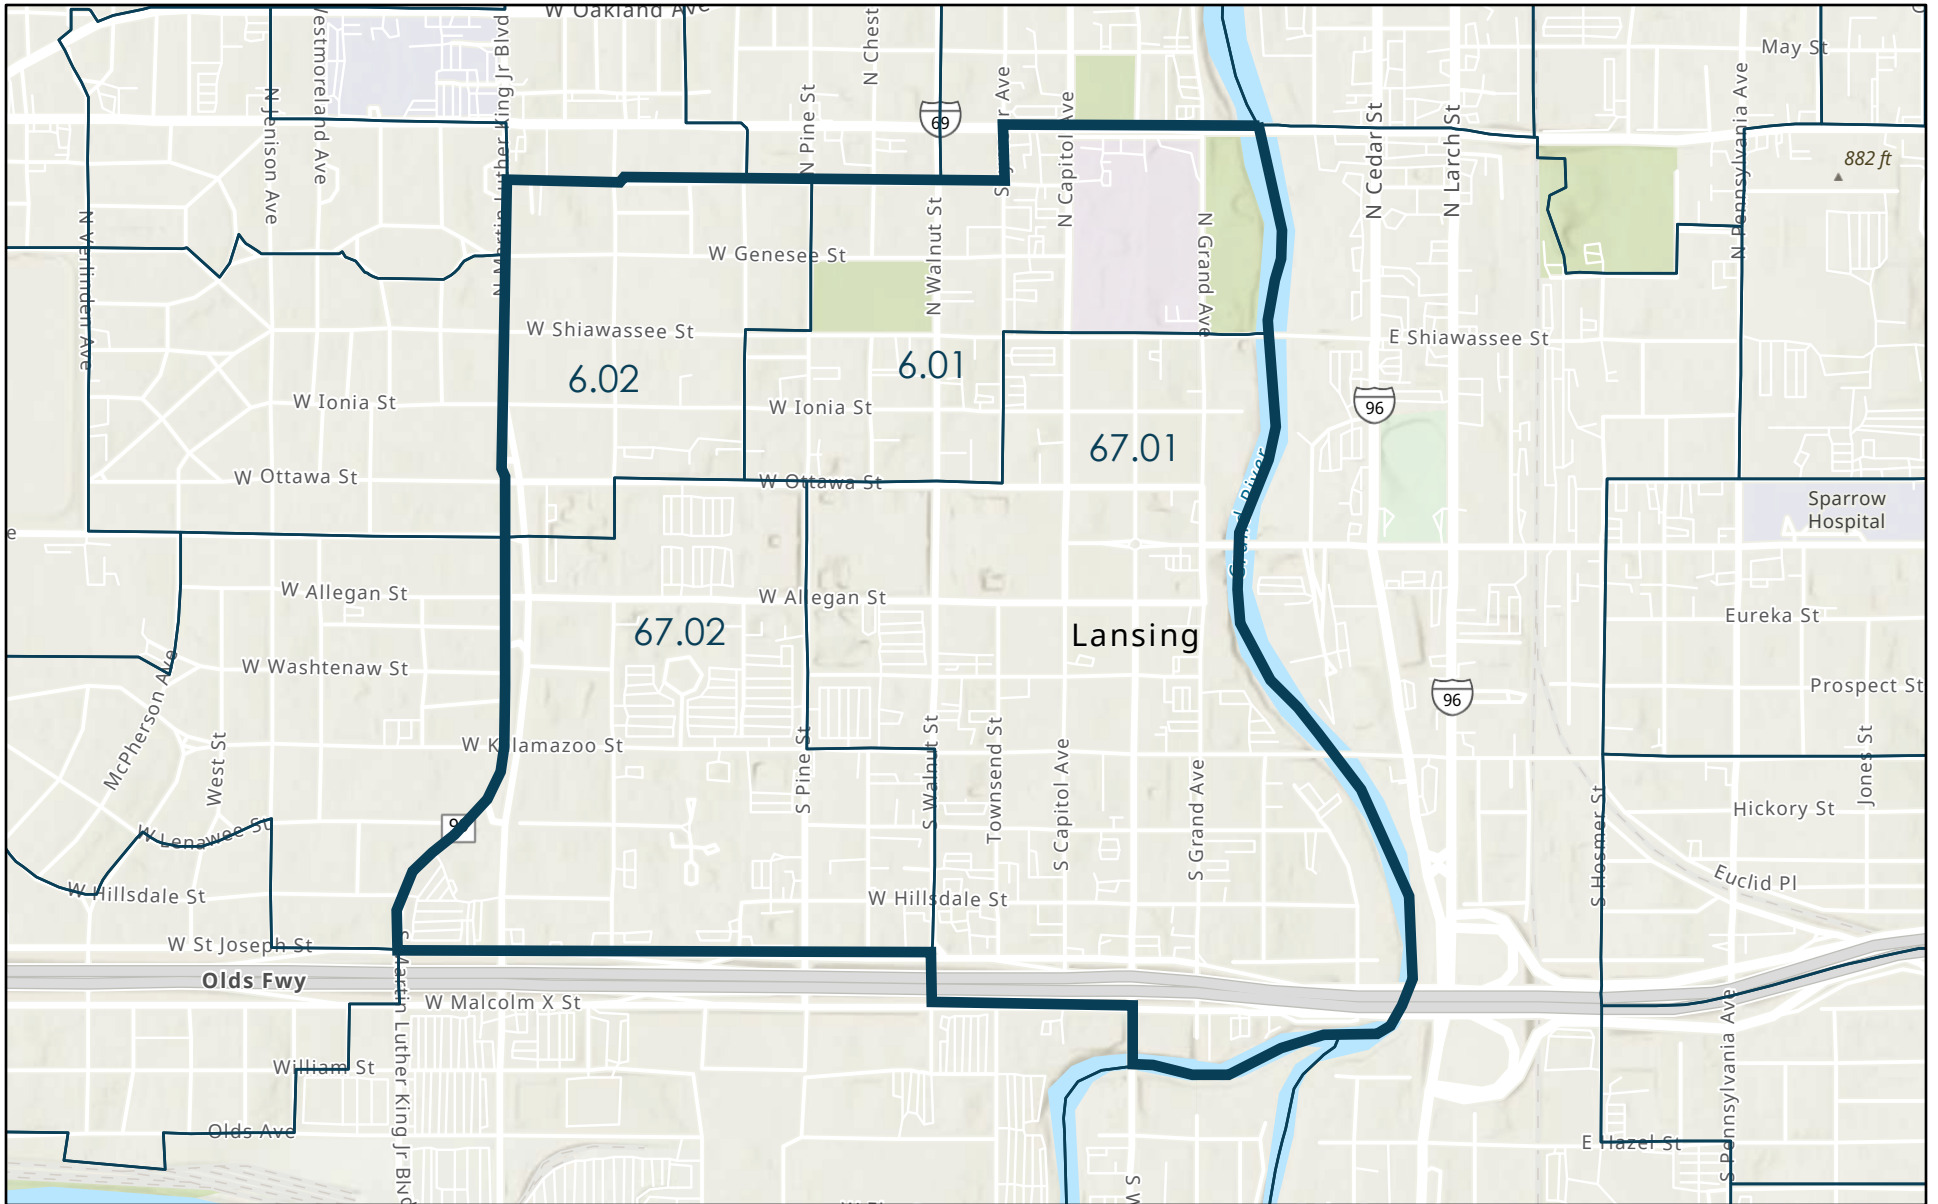 W Oakland Ave
N Chest
May St
Westmoreland Ave
N Jenison Ave
N Martin Luther King Jr Blvd
N Pine St
69
N Capitol Ave
N Cedar St
N Larch St
N Pennsylvania Ave
882 ft
N Verlinden Ave
W Genesee St
N Walnut St
N Grand Ave
W Shiawassee St
E Shiawassee St
6.02
6.01
W Ionia St
W Ionia St
96
67.01
W Ottawa St
W Ottawa St
Grand River
Sparrow
Hospital
e
W Allegan St
W Allegan St
Eureka St
67.02
Lansing
W Washtenaw St
McPherson Ave
96
Prospect St
W Kalamazoo St
West St
S Pine St
S Walnut St
Townsend St
S Capitol Ave
S Grand Ave
Jones St
S Hosmer St
Hickory St
W Lenawee St
W Hillsdale St
W Hillsdale St
Euclid Pl
W St Joseph St
Olds Fwy
W Malcolm X St
S Martin Luther King Jr Blvd
William St
Olds Ave
E Hazel St
S Pennsylvania Ave
S W